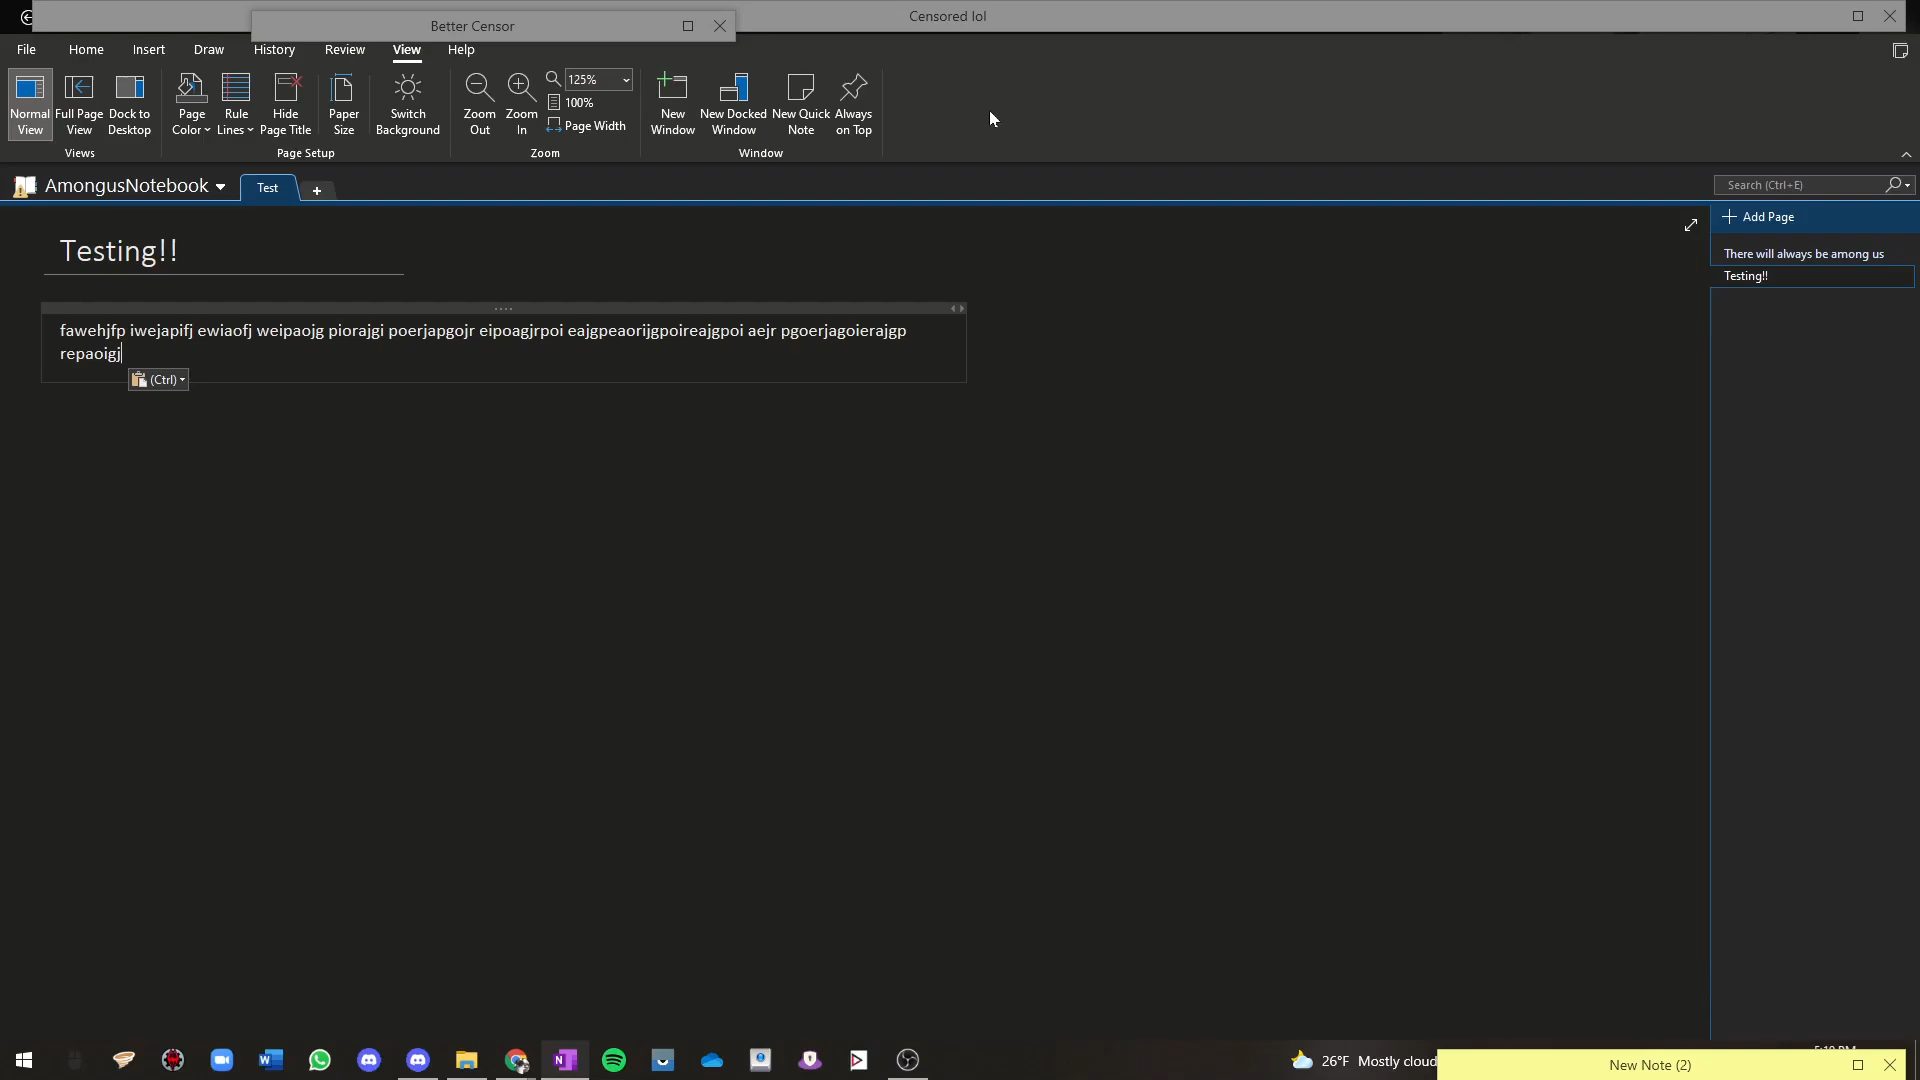 Censored lol
Better Censor
File Home Insert Draw History Review View Help
Normal View
Full Page View
Dock to Desktop
Views
Page Color
Rule Lines
Hide Page Title
Paper Size
Switch Background
Page Setup
Zoom Out
Zoom In
125%
100%
Page Width
Zoom
New Window
New Docked Window
New Quick Note
Always on Top
Window
AmongusNotebook
Test
Search (Ctrl+E)
Add Page
There will always be among us
Testing!!
Testing!!
fawehjfp iwejapifj ewiaofj weipaojg piorajgi poerjapgojr eipoagjrpoi eajgpeaorijgpoireajgpoi aejr pgoerjagoierajgp
repaoigj
(Ctrl)
26°F Mostly cloud
New Note (2)